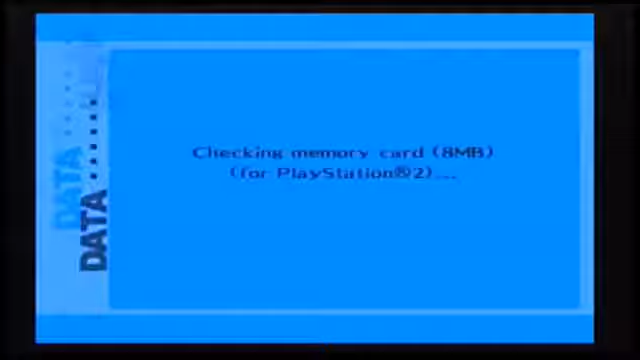 Checking memory card (8MB)
(for PlayStation®2)...
DATA
DATA